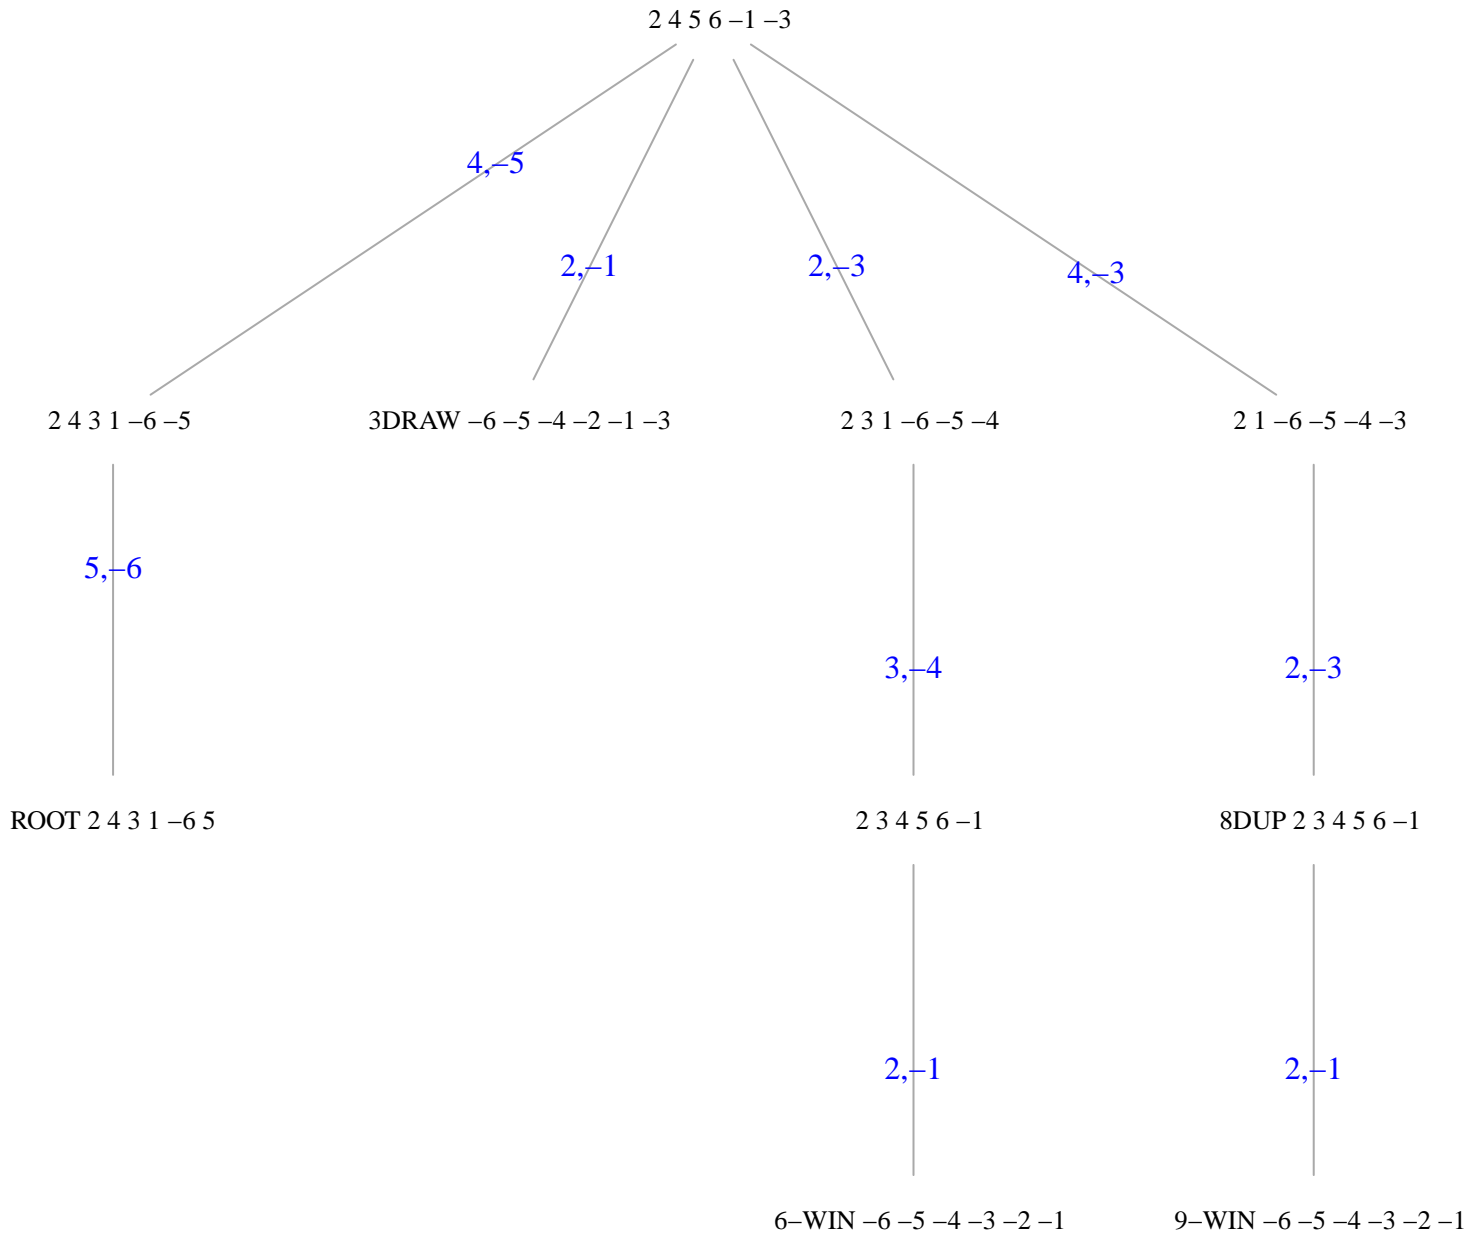 2 4 5 6 –1 –3
4,–5
2,–1
2,–3
4,–3
2 4 3 1 –6 –5
3DRAW –6 –5 –4 –2 –1 –3
2 3 1 –6 –5 –4
2 1 –6 –5 –4 –3
5,–6
3,–4
2,–3
ROOT 2 4 3 1 –6 5
2 3 4 5 6 –1
8DUP 2 3 4 5 6 –1
2,–1
2,–1
6–WIN –6 –5 –4 –3 –2 –1
9–WIN –6 –5 –4 –3 –2 –1